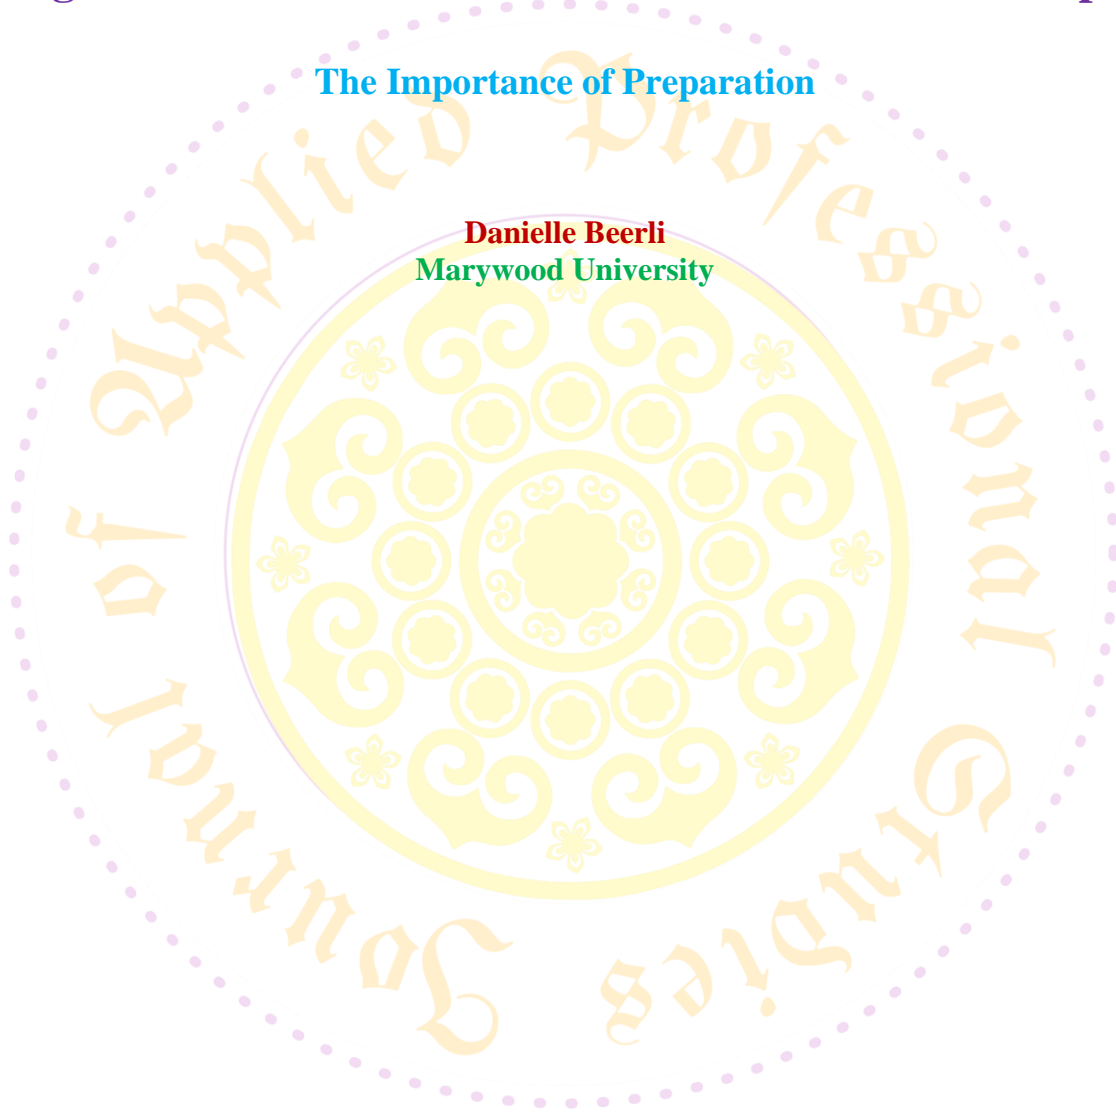 The Importance of Preparation
Danielle Beerli
Marywood University
Journal of Applied Professional Studies